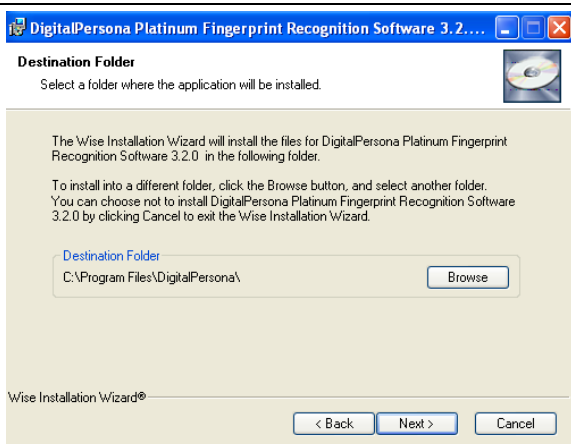 DigitalPersona Platinum Fingerprint Recognition Software 3.2....
Destination Folder
Select a folder where the application will be installed.
The Wise Installation Wizard will install the files for DigitalPersona Platinum Fingerprint
Recognition Software 3.2.0 in the following folder.
To install into a different folder, click the Browse button, and select another folder.
You can choose not to install DigitalPersona Platinum Fingerprint Recognition Software
3.2.0 by clicking Cancel to exit the Wise Installation Wizard.
Destination Folder
C:\Program Files\DigitalPersona\
Browse
Wise Installation Wizard®
< Back
Next >
Cancel